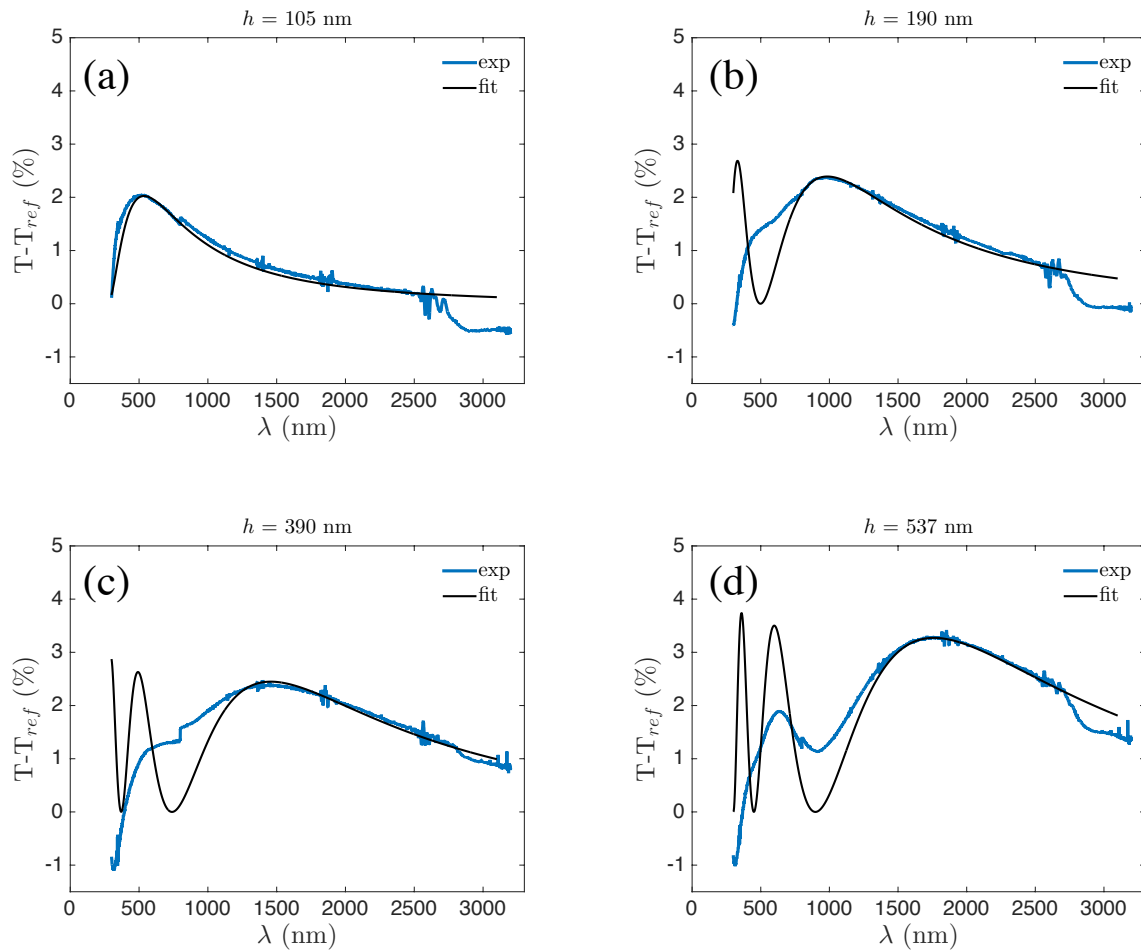 h = 105 nm
(a)
exp
fit
T-T_ref (%)
5
4
3
2
1
0
-1
0 500 1000 1500 2000 2500 3000
λ (nm)
h = 190 nm
(b)
exp
fit
T-T_ref (%)
5
4
3
2
1
0
-1
0 500 1000 1500 2000 2500 3000
λ (nm)
h = 390 nm
(c)
exp
fit
T-T_ref (%)
5
4
3
2
1
0
-1
0 500 1000 1500 2000 2500 3000
λ (nm)
h = 537 nm
(d)
exp
fit
T-T_ref (%)
5
4
3
2
1
0
-1
0 500 1000 1500 2000 2500 3000
λ (nm)